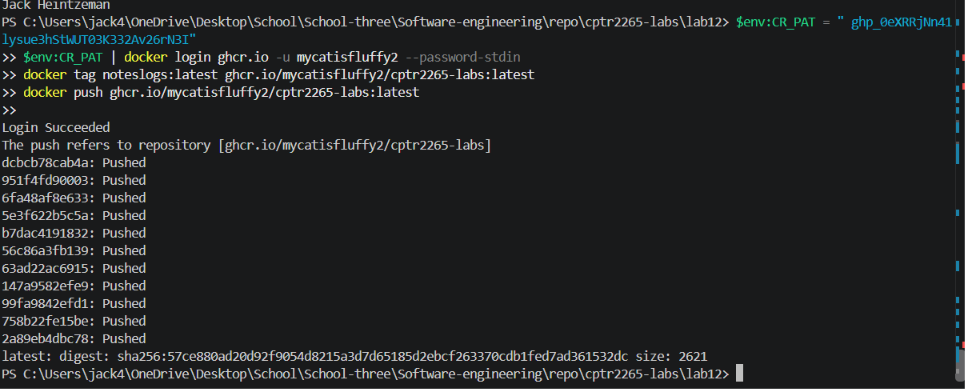 Jack Heintzeman
PS C:\Users\jack4\OneDrive\Desktop\School\School-three\Software-engineering\repo\cptr2265-labs\lab12> $env:CR_PAT = "
"
>> $env:CR_PAT | docker login ghcr.io -u mycatisfluffy2 --password-stdin
>> docker tag noteslogs:latest ghcr.io/mycatisfluffy2/cptr2265-labs:latest
>> docker push ghcr.io/mycatisfluffy2/cptr2265-labs:latest
>>
Login Succeeded
The push refers to repository [ghcr.io/mycatisfluffy2/cptr2265-labs]
dcbcb78cab4a: Pushed
951f4fd90003: Pushed
6fa48af8e633: Pushed
5e3f622b5c5a: Pushed
b7dac4191832: Pushed
56c86a3fb139: Pushed
63ad22ac6915: Pushed
147a9582efe9: Pushed
99fa9842efd1: Pushed
758b22fe15be: Pushed
2a89eb4dbc78: Pushed
latest: digest: sha256:57ce880ad20d92f9054d8215a3d7d65185d2ebcf263370cdb1fed7ad361532dc size: 2621
PS C:\Users\jack4\OneDrive\Desktop\School\School-three\Software-engineering\repo\cptr2265-labs\lab12>